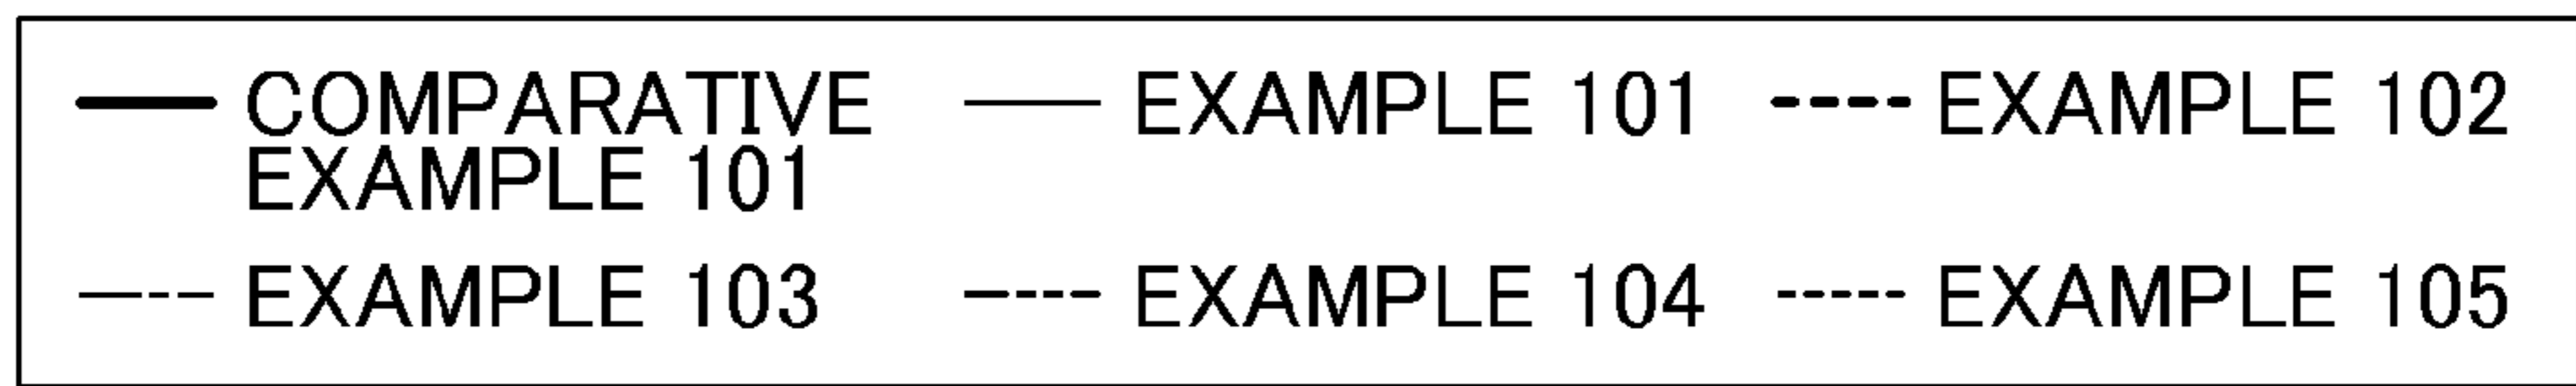 COMPARATIVE EXAMPLE 101
EXAMPLE 101
EXAMPLE 102
EXAMPLE 103
EXAMPLE 104
EXAMPLE 105